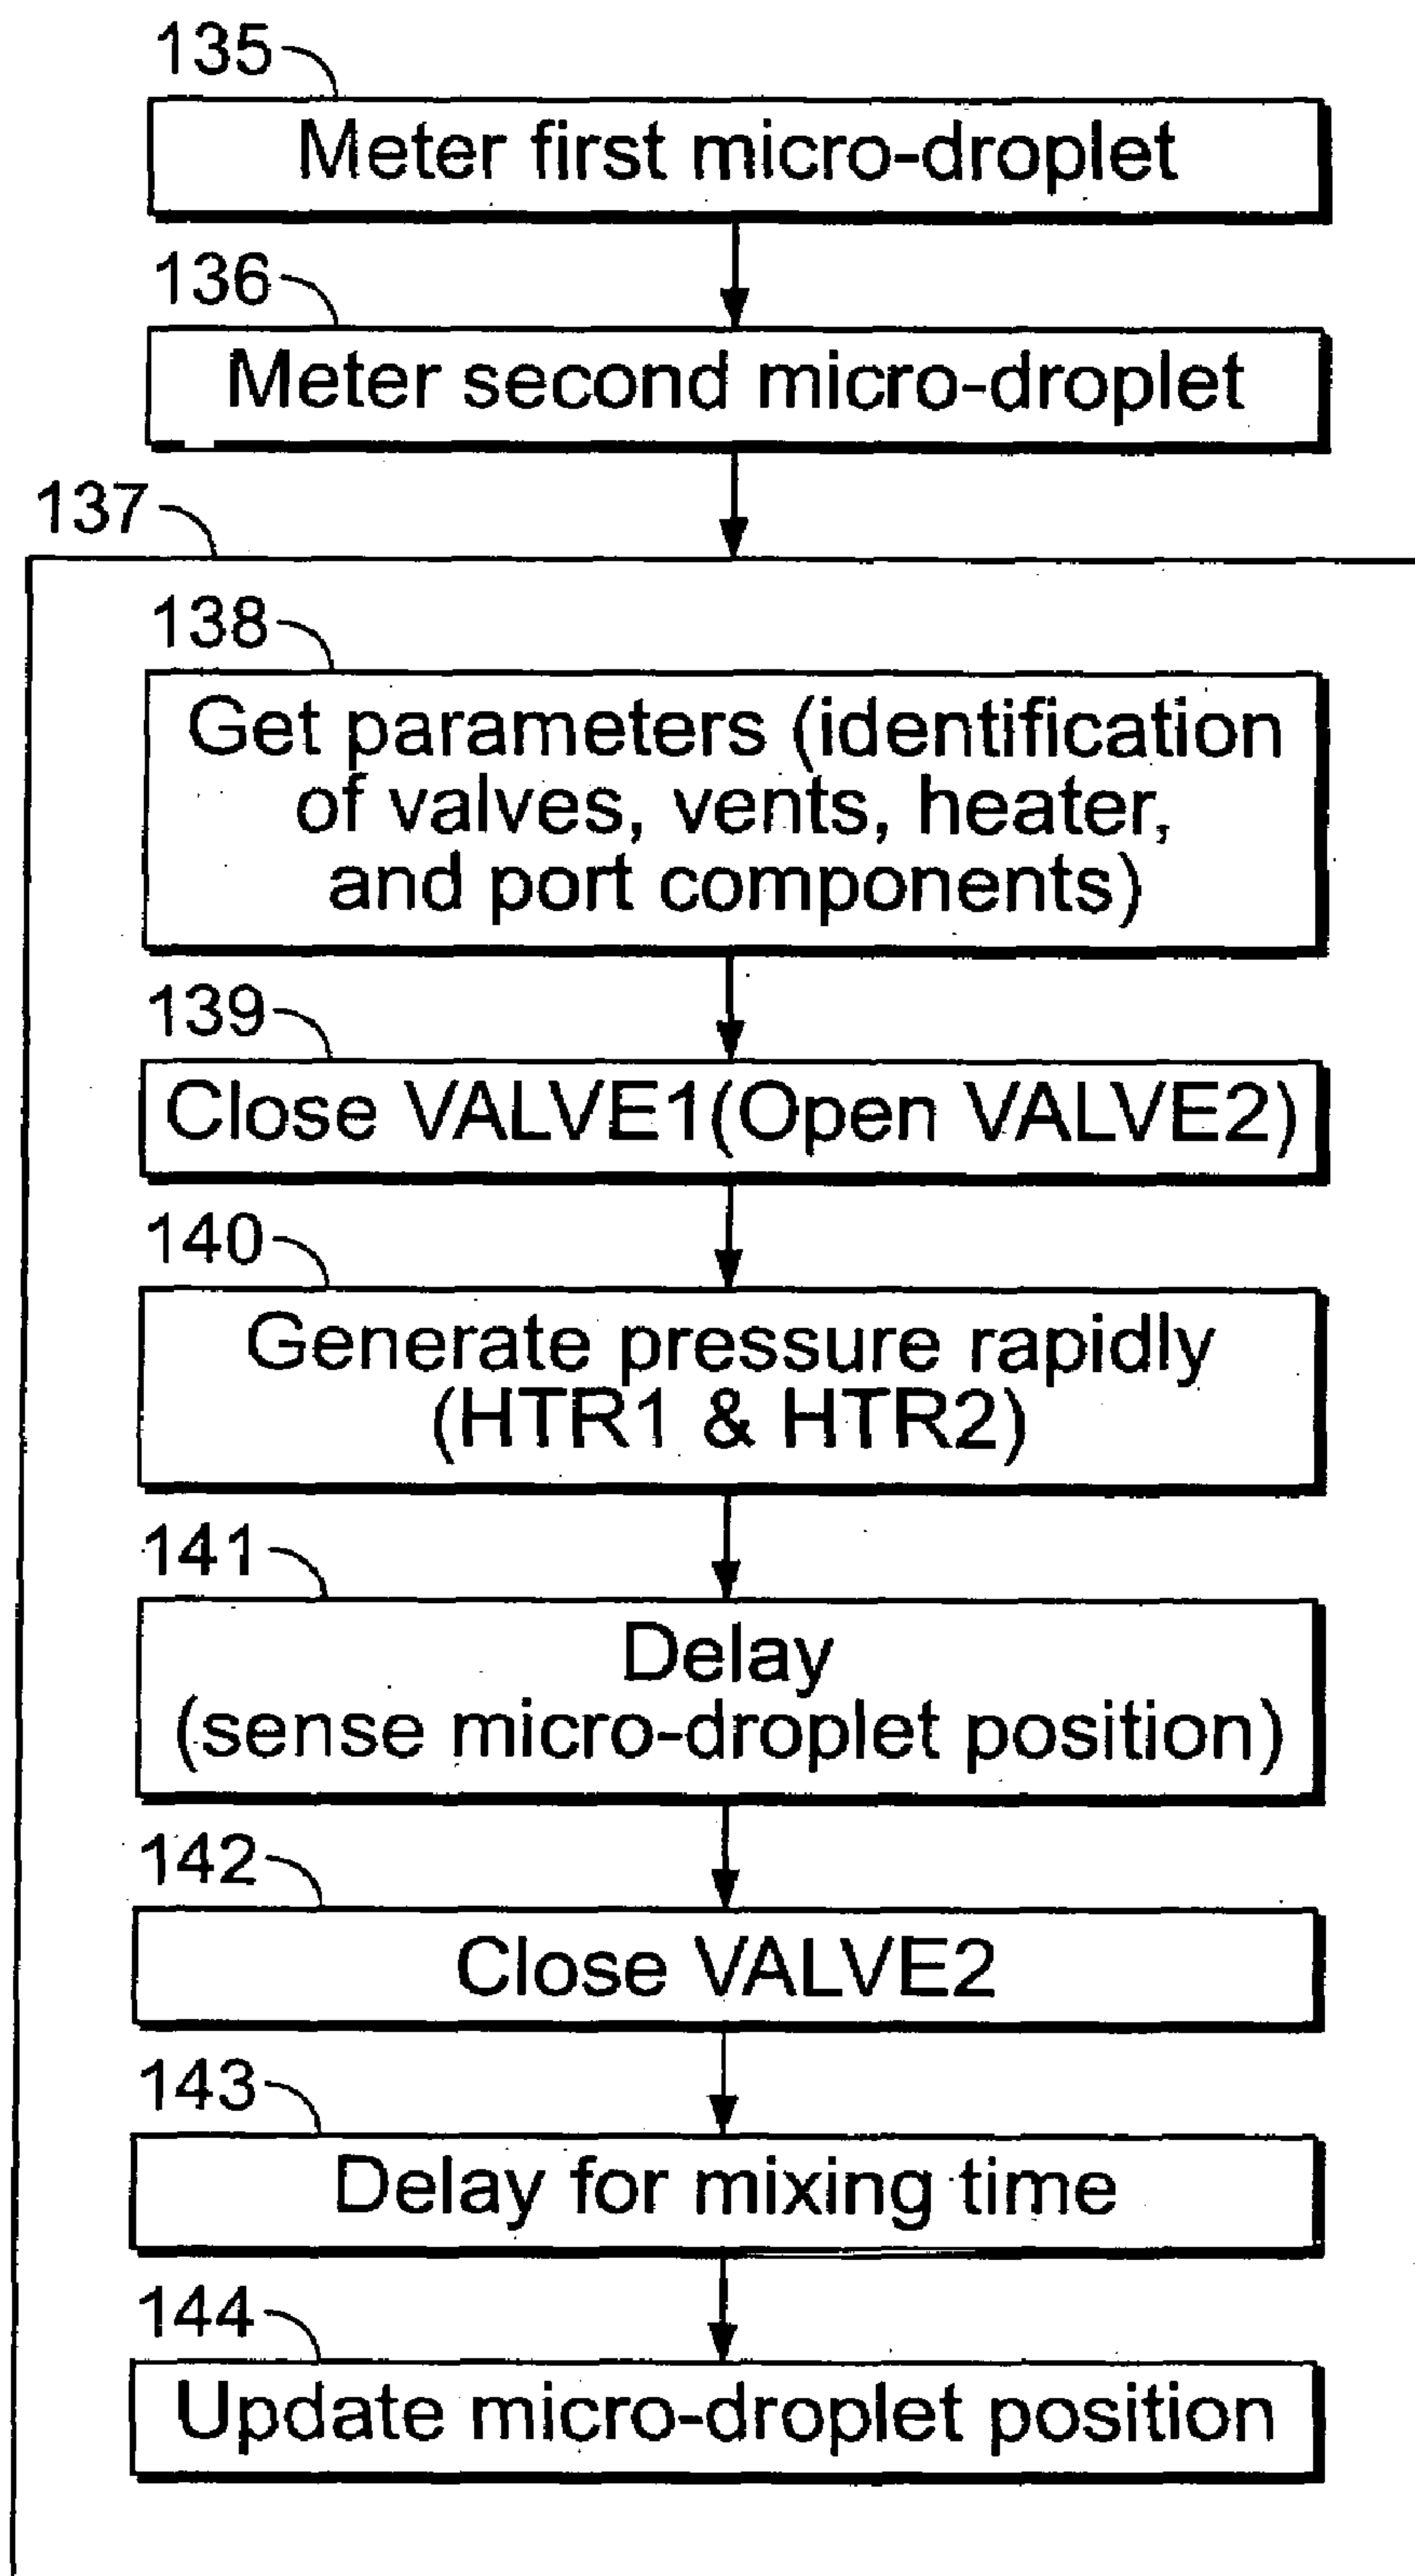 135
Meter first micro-droplet
136
Meter second micro-droplet
137
138
Get parameters (identification
of valves, vents, heater,
and port components)
139
Close VALVE1(Open VALVE2)
140
Generate pressure rapidly
(HTR1 & HTR2)
141
Delay
(sense micro-droplet position)
142
Close VALVE2
143
Delay for mixing time
144
Update micro-droplet position